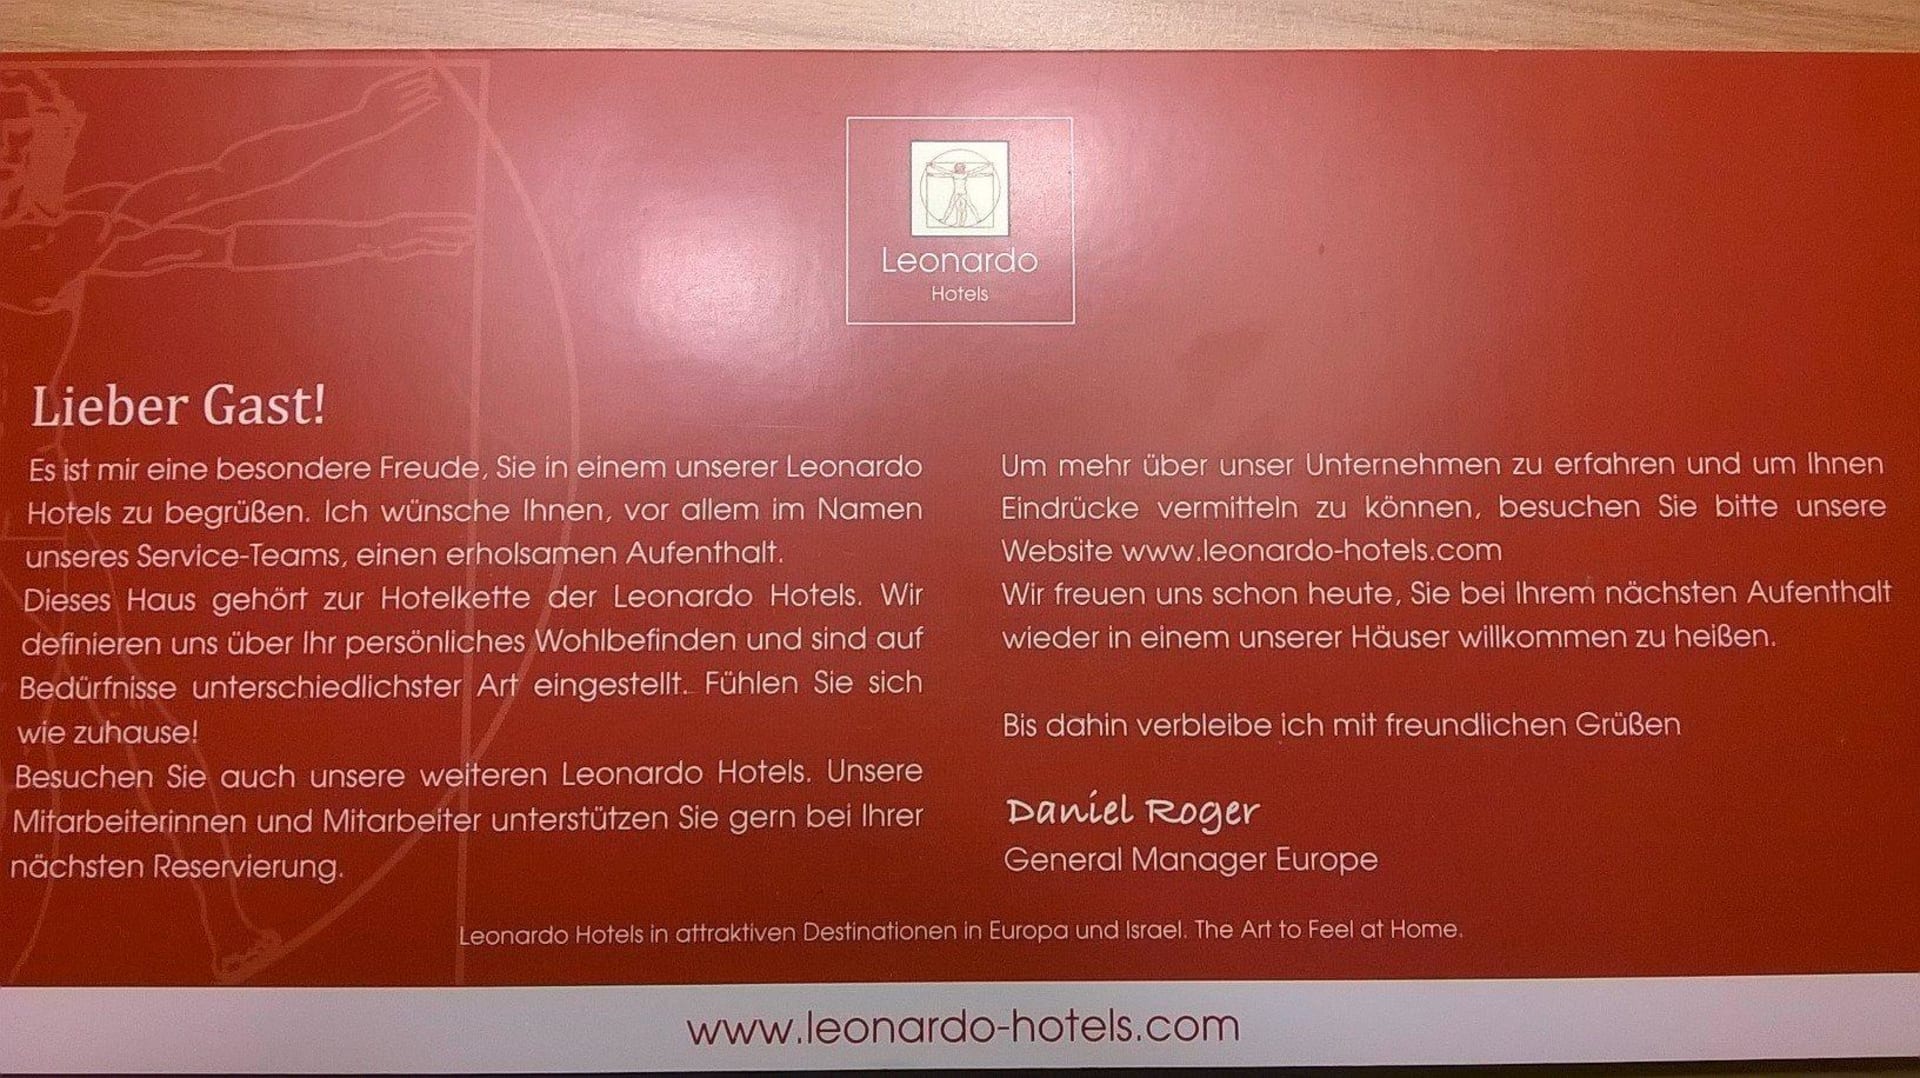 Leonardo
Hotels
Lieber Gast!
Es ist mir eine besondere Freude, Sie in einem unserer Leonardo
Hotels zu begrüßen. Ich wünsche Ihnen, vor allem im Namen
unseres Service-Teams, einen erholsamen Aufenthalt.
Dieses Haus gehört zur Hotelkette der Leonardo Hotels. Wir
definieren uns über Ihr persönliches Wohlbefinden und sind auf
Bedürfnisse unterschiedlichster Art eingestellt. Fühlen Sie sich
wie zuhause!
Besuchen Sie auch unsere weiteren Leonardo Hotels. Unsere
Mitarbeiterinnen und Mitarbeiter unterstützen Sie gern bei Ihrer
nächsten Reservierung.
Um mehr über unser Unternehmen zu erfahren und um Ihnen
Eindrücke vermitteln zu können, besuchen Sie bitte unsere
Website www.leonardo-hotels.com
Wir freuen uns schon heute, Sie bei Ihrem nächsten Aufenthalt
wieder in einem unserer Häuser willkommen zu heißen.
Bis dahin verbleibe ich mit freundlichen Grüßen
Daniel Roger
General Manager Europe
Leonardo Hotels in attraktiven Destinationen in Europa und Israel. The Art to Feel at Home.
www.leonardo-hotels.com